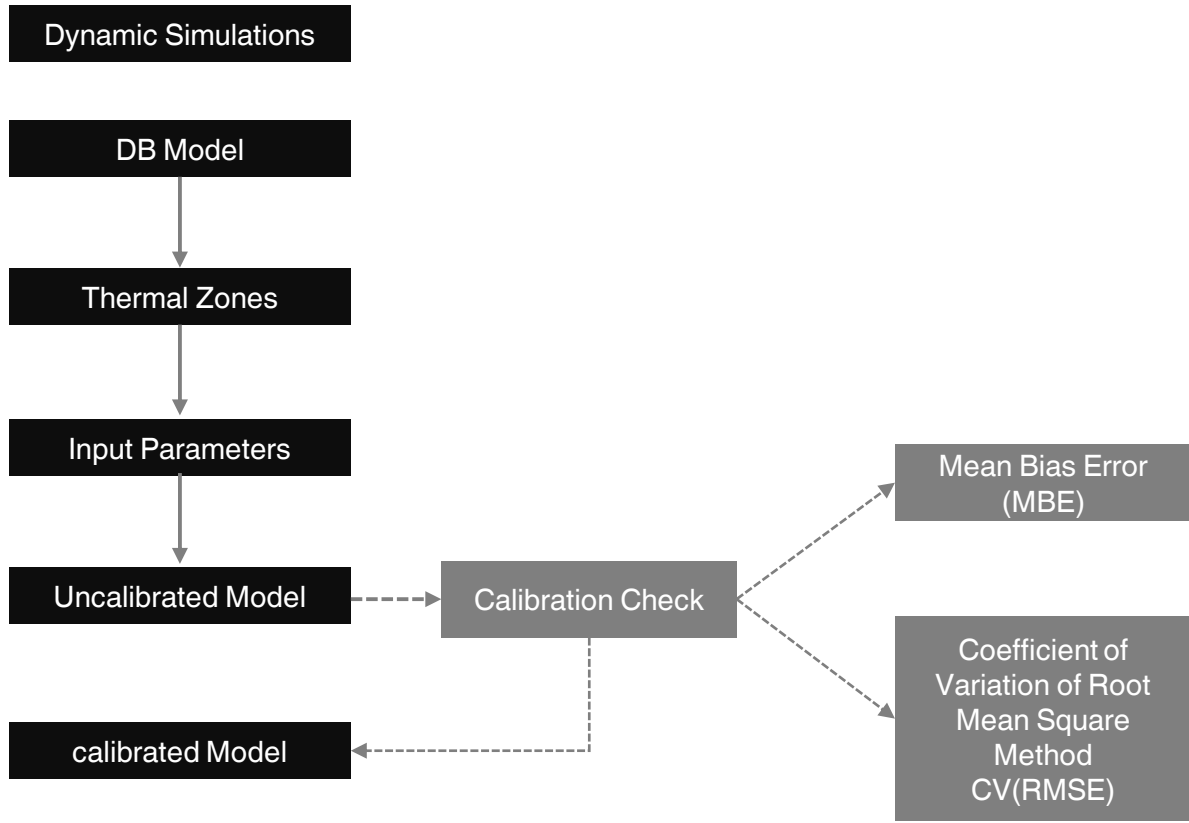 Dynamic Simulations
DB Model
Thermal Zones
Input Parameters
Uncalibrated Model
calibrated Model
Calibration Check
Mean Bias Error
(MBE)
Coefficient of
Variation of Root
Mean Square
Method
CV(RMSE)